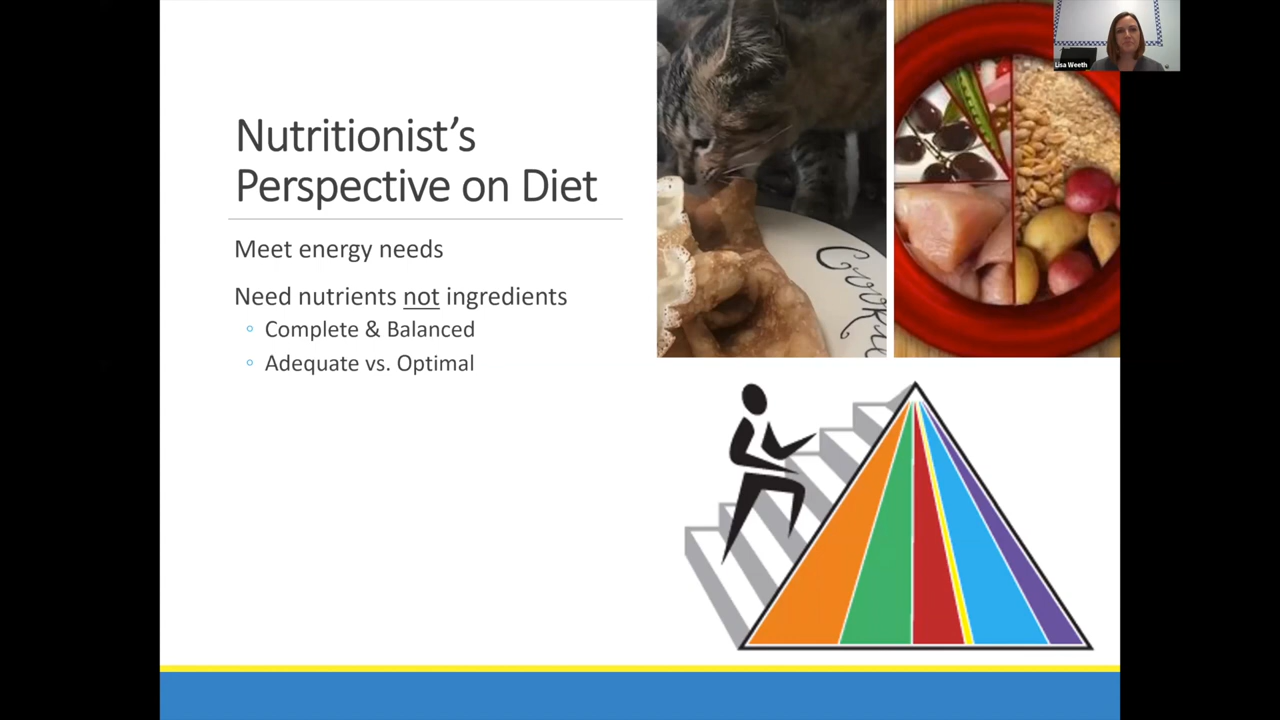 Nutritionist's
Perspective on Diet
Meet energy needs
Need nutrients not ingredients
Complete & Balanced
Adequate vs. Optimal
Lisa Weeth